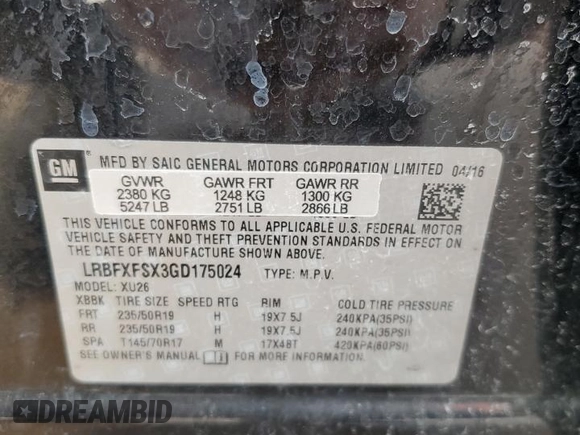 GM
MFD BY SAIC GENERAL MOTORS CORPORATION LIMITED 04/16
GVWR GAWR FRT GAWR RR
2380 KG 1248 KG 1300 KG
5247 LB 2751 LB 2866 LB
THIS VEHICLE CONFORMS TO ALL APPLICABLE U.S. FEDERAL MOTOR
VEHICLE SAFETY AND THEFT PREVENTION STANDARDS IN EFFECT ON
THE DATE OF MANUFACTURE SHOWN ABOVE.
LRBFXFSX3GD175024 TYPE: M.P.V.
MODEL: XU26
XBBK TIRE SIZE SPEED RTG RIM COLD TIRE PRESSURE
FRT 235/50R19 H 19X7.5J 240KPA(35PSI)
RR 235/50R19 H 19X7.5J 240KPA(35PSI)
SPA T145/70R17 M 17X4BT 420KPA(60PSI)
SEE OWNER'S MANUAL FOR MORE INFORMATION.
DREAMBID